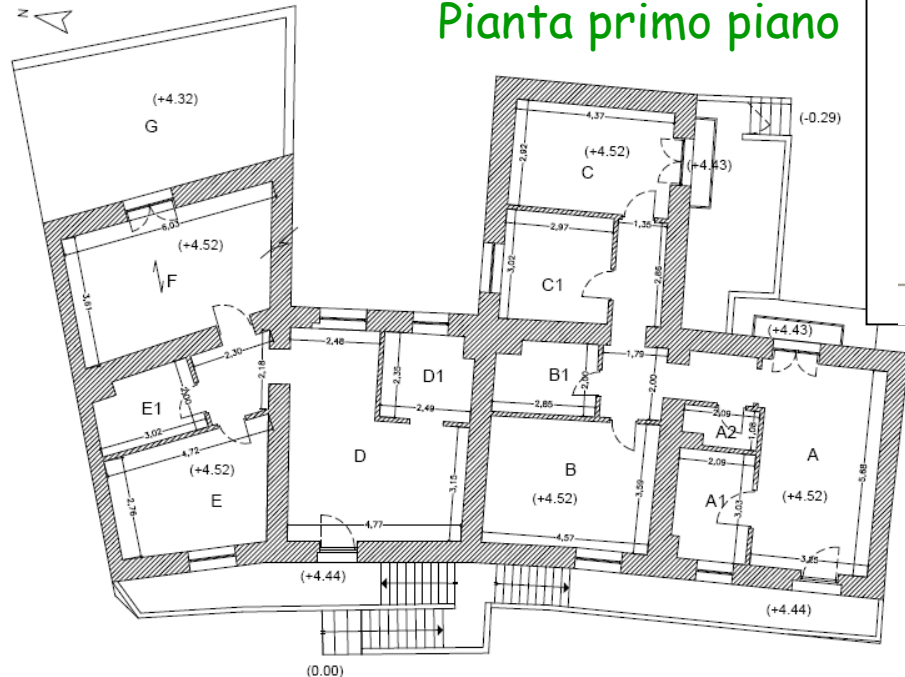 Pianta primo piano
N
(+4.32)
G
(-0.29)
4,37
2,92
(+4.52)
C
(+4.43)
6,03
(+4.52)
F
3,61
1,35
2,97
3,02
C1
2,86
2,30
2,18
2,48
2,35
D1
2,49
(+4.43)
1,79
B1
2,00
2,00
2,65
E1
2,00
3,02
4,72
(+4.52)
E
2,76
D
3,15
4,77
B
(+4.52)
3,59
4,57
2,09
A2
1,08
2,09
A1
3,03
A
(+4.52)
5,68
3,85
(+4.44)
(+4.44)
(0.00)